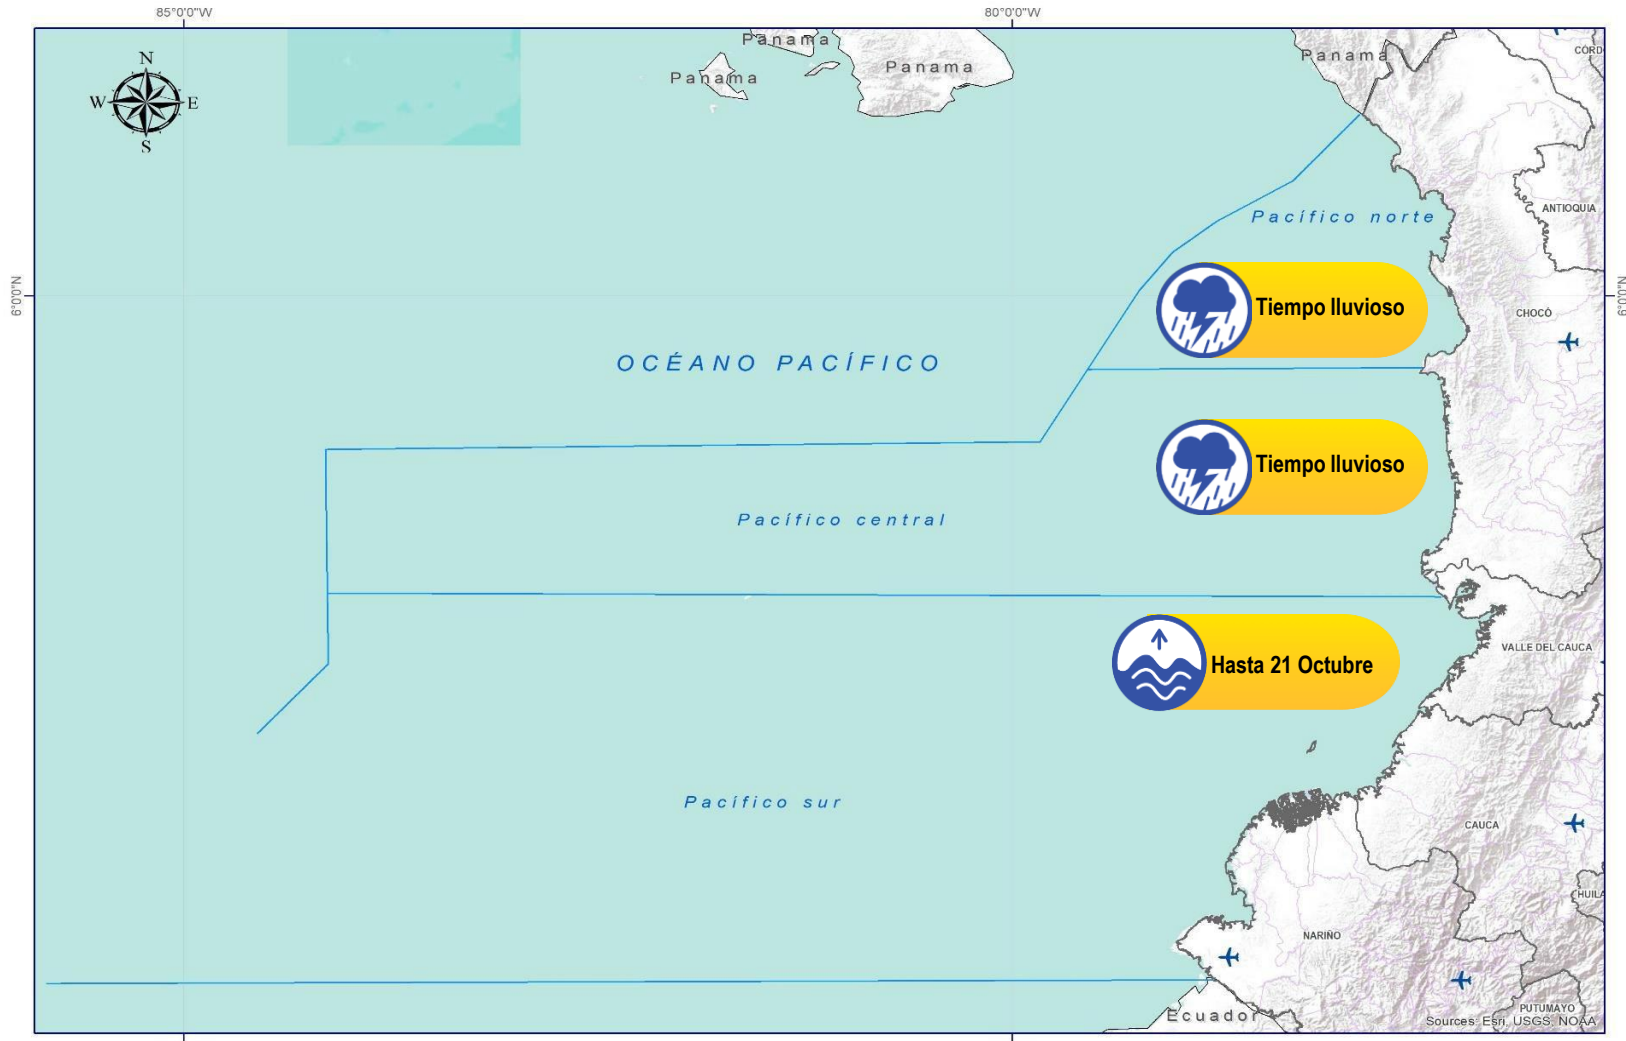 85°0'0"W
80°0'0"W
N
W
E
S
Panama
Panama
Panama
Panama
CÓRD
Pacífico norte
ANTIOQUIA
6°0'0"N
6°0'0"N
Tiempo lluvioso
CHOCÓ
OCÉANO PACÍFICO
Tiempo lluvioso
Pacífico central
Hasta 21 Octubre
VALLE DEL CAUCA
Pacífico sur
CAUCA
HUILA
NARIÑO
PUTUMAYO
Ecuador
Sources: Esri, USGS, NOAA